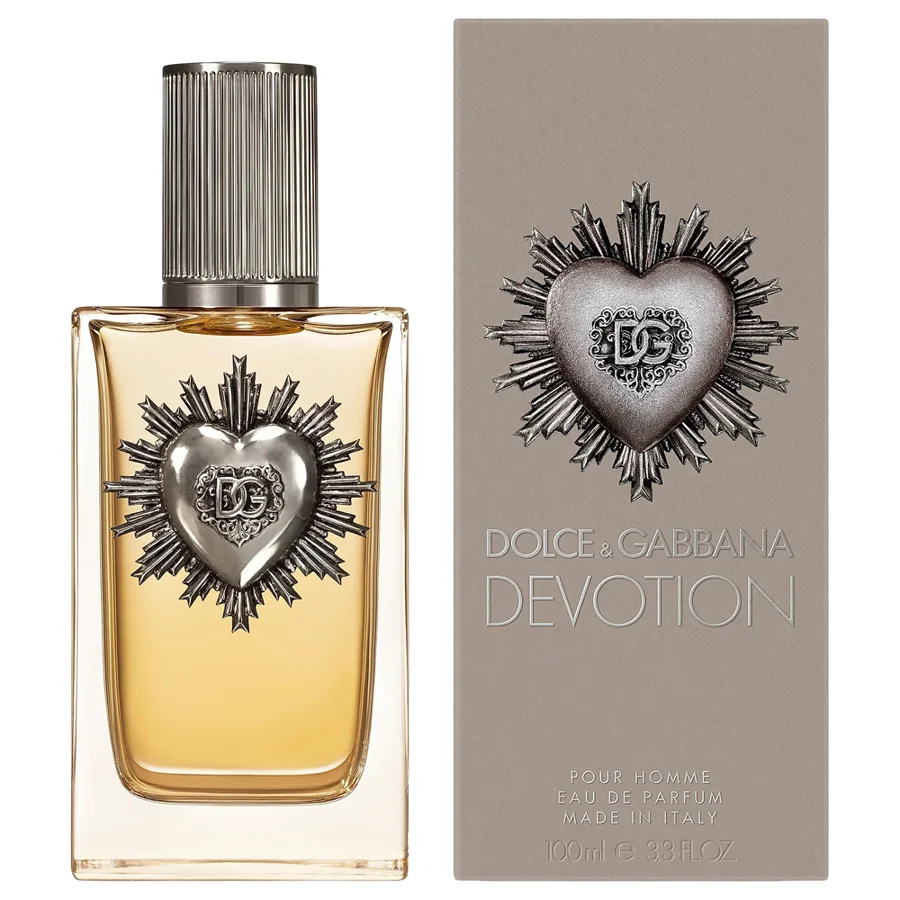 DG
DG
DOLCE & GABBANA
DEVOTION
POUR HOMME
EAU DE PARFUM
MADE IN ITALY
100ml ℮ 3.3 FL.OZ.